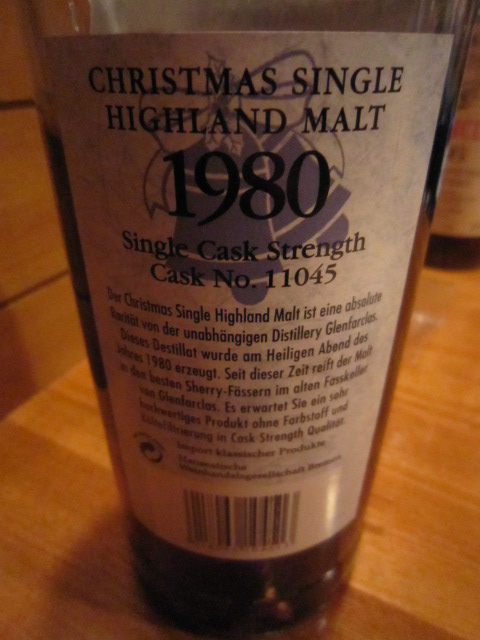 CHRISTMAS SINGLE
HIGHLAND MALT
1980
Single Cask Strength
Cask No. 11045
Der Christmas Single Highland Malt ist eine absolute
Rarität von der unabhängigen Distillery Glenfarclas.
Dieses Destillat wurde am Heiligen Abend des
Jahres 1980 erzeugt. Seit dieser Zeit reift der Malt
in den besten Sherry-Fässern im alten Fasskeller
von Glenfarclas. Es erwartet Sie ein sehr
hochwertiges Produkt ohne Farbstoff und
Kältefiltrierung in Cask Strength Qualität.
Import klassischer Produkte
Hanseatische
Weinhandelsgesellschaft Bremen